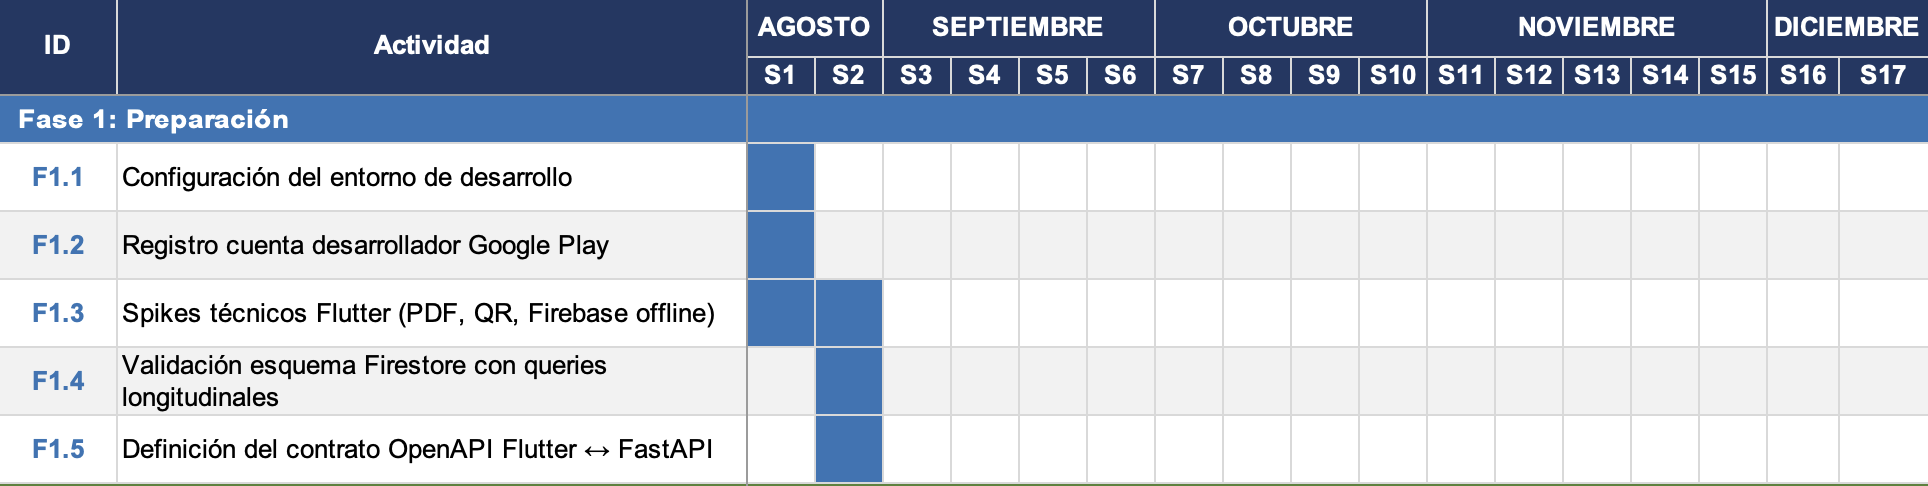 ID Actividad AGOSTO SEPTIEMBRE OCTUBRE NOVIEMBRE DICIEMBRE
S1 S2 S3 S4 S5 S6 S7 S8 S9 S10 S11 S12 S13 S14 S15 S16 S17
Fase 1: Preparación
F1.1 Configuración del entorno de desarrollo
F1.2 Registro cuenta desarrollador Google Play
F1.3 Spikes técnicos Flutter (PDF, QR, Firebase offline)
F1.4 Validación esquema Firestore con queries
longitudinales
F1.5 Definición del contrato OpenAPI Flutter ↔ FastAPI